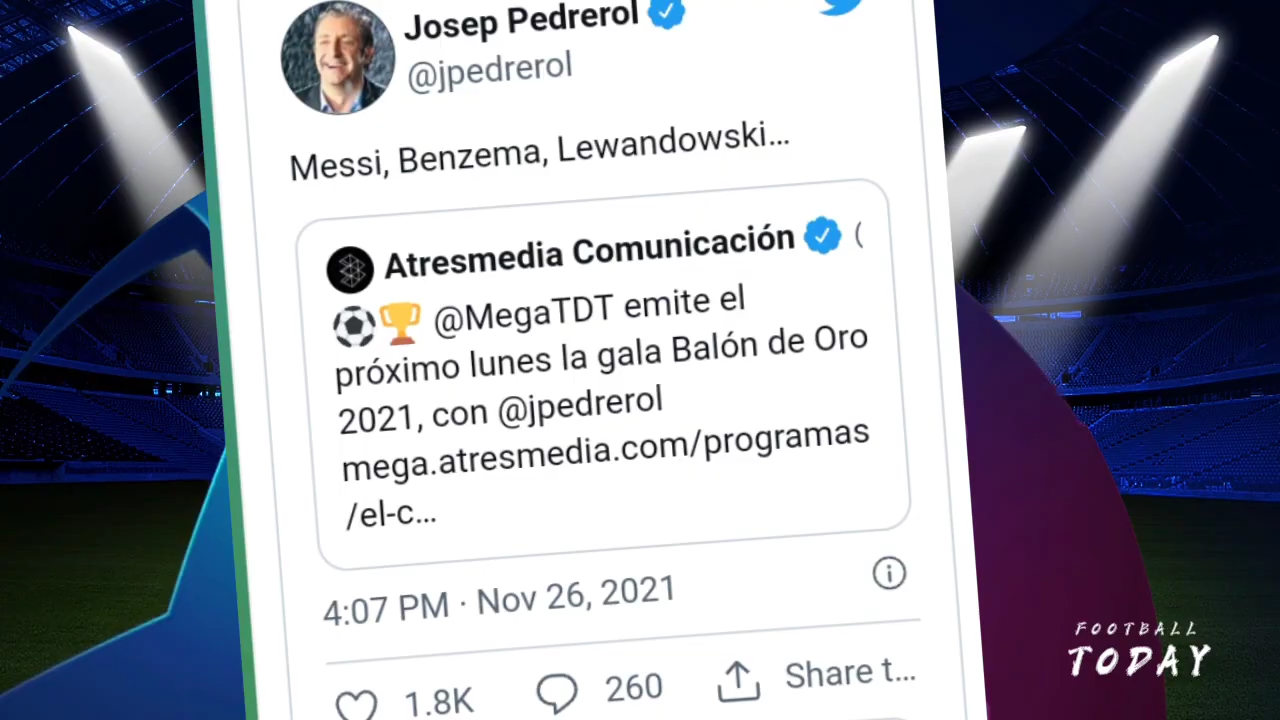 Josep Pedrerol
@jpedrerol
Messi, Benzema, Lewandowski...
Atresmedia Comunicación (
@MegaTDT emite el
próximo lunes la gala Balón de Oro
2021, con @jpedrerol
mega.atresmedia.com/programas
/el-c...
4:07 PM · Nov 26, 2021
1.8K 260 Share t...
FOOTBALL
TODAY